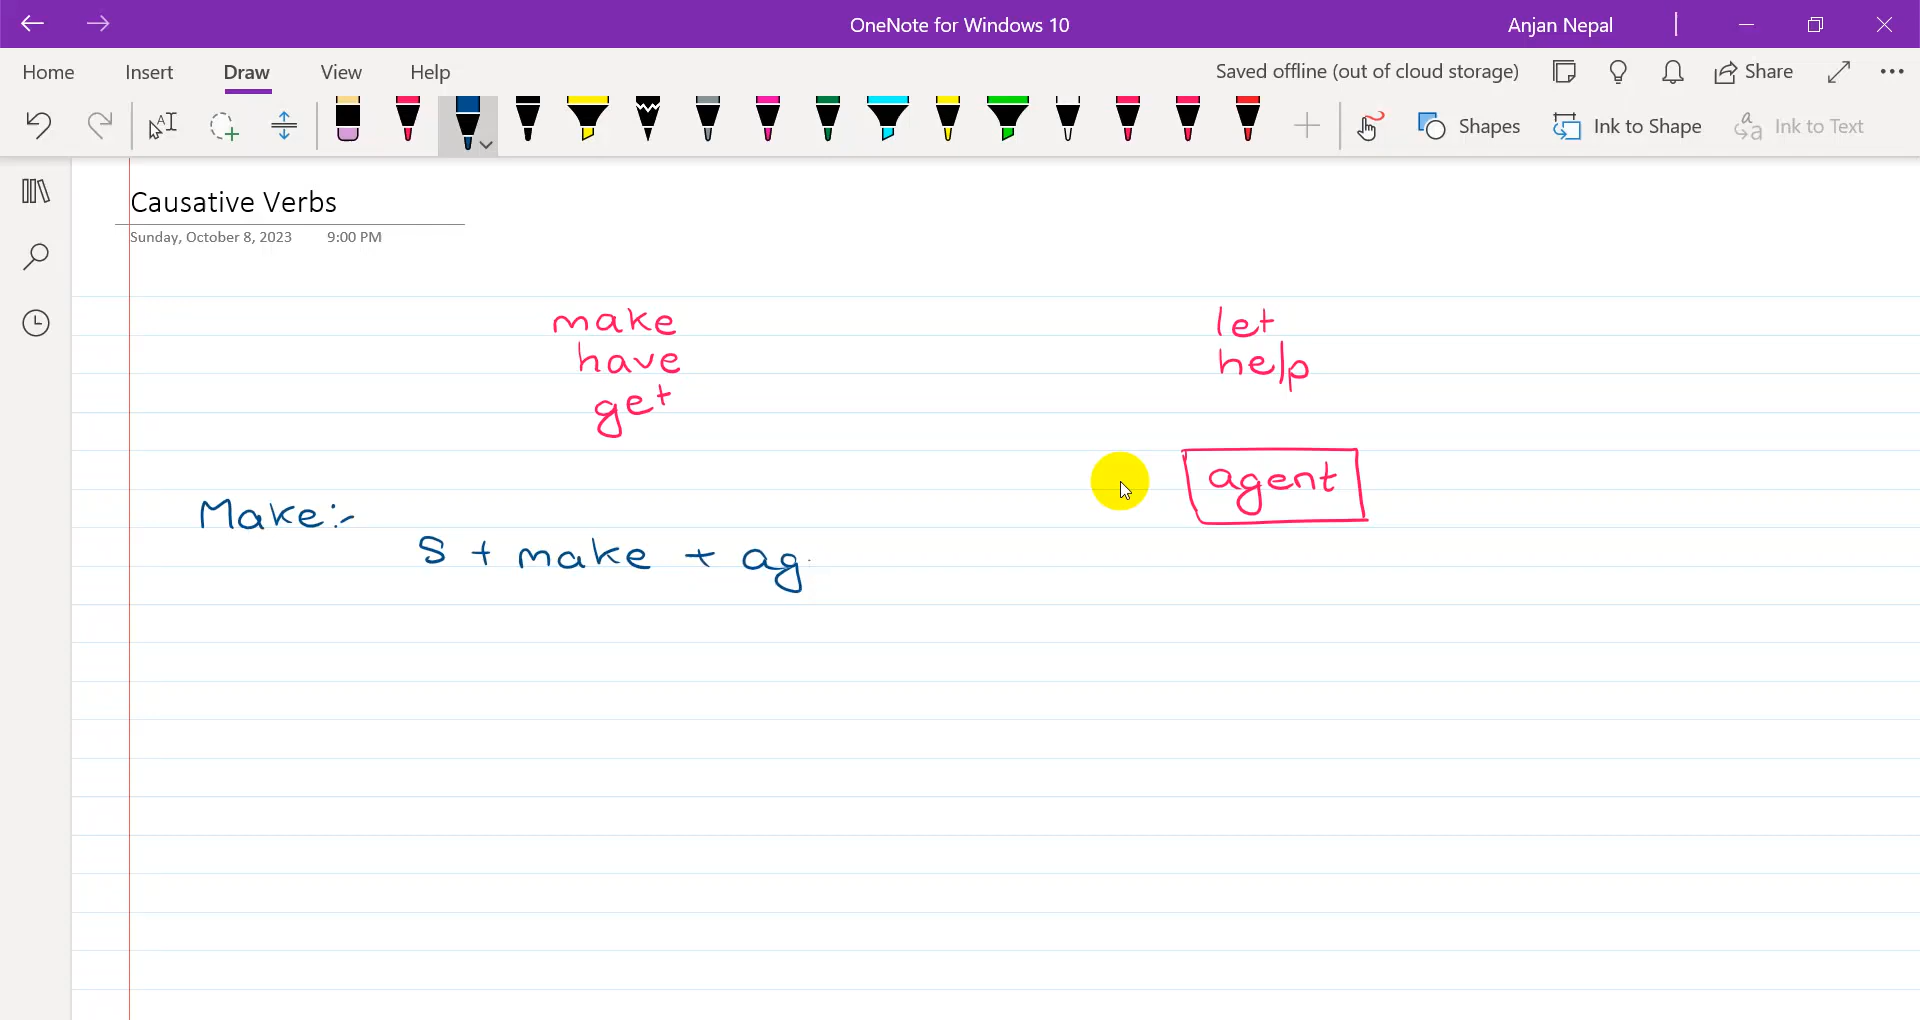 OneNote for Windows 10
Anjan Nepal
Home Insert Draw View Help
Saved offline (out of cloud storage)
Share
Shapes
Ink to Shape
Ink to Text
Causative Verbs
Sunday, October 8, 2023 9:00 PM
make let
have help
get
agent
Make:-
S + make + ag